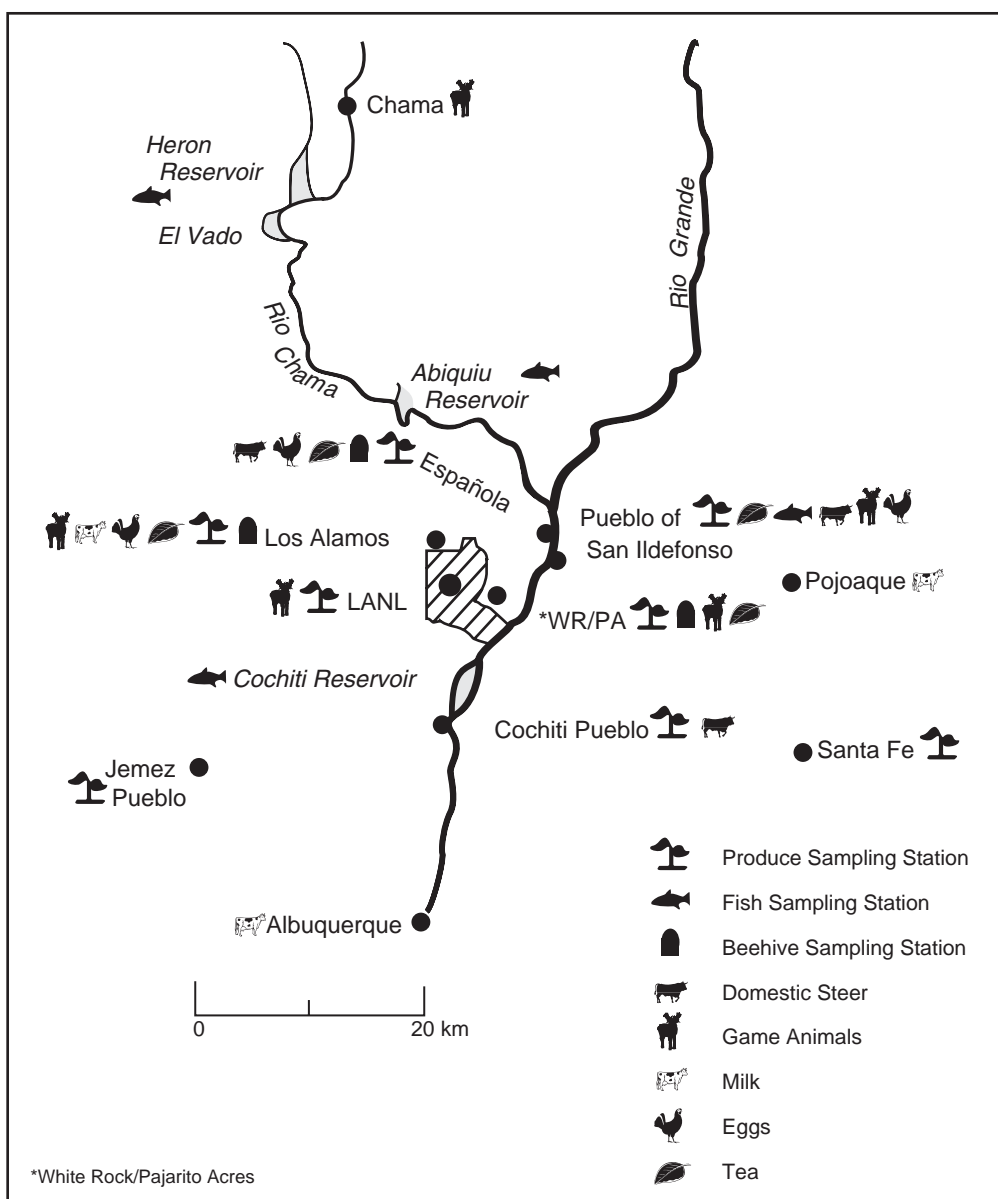 Chama
Heron
Reservoir
El Vado
Rio Grande
Rio
Chama
Abiquiu
Reservoir
Española
Pueblo of
San Ildefonso
Los Alamos
Pojoaque
LANL
*WR/PA
Cochiti Reservoir
Cochiti Pueblo
Santa Fe
Jemez
Pueblo
Albuquerque
0
20 km
Produce Sampling Station
Fish Sampling Station
Beehive Sampling Station
Domestic Steer
Game Animals
Milk
Eggs
Tea
*White Rock/Pajarito Acres